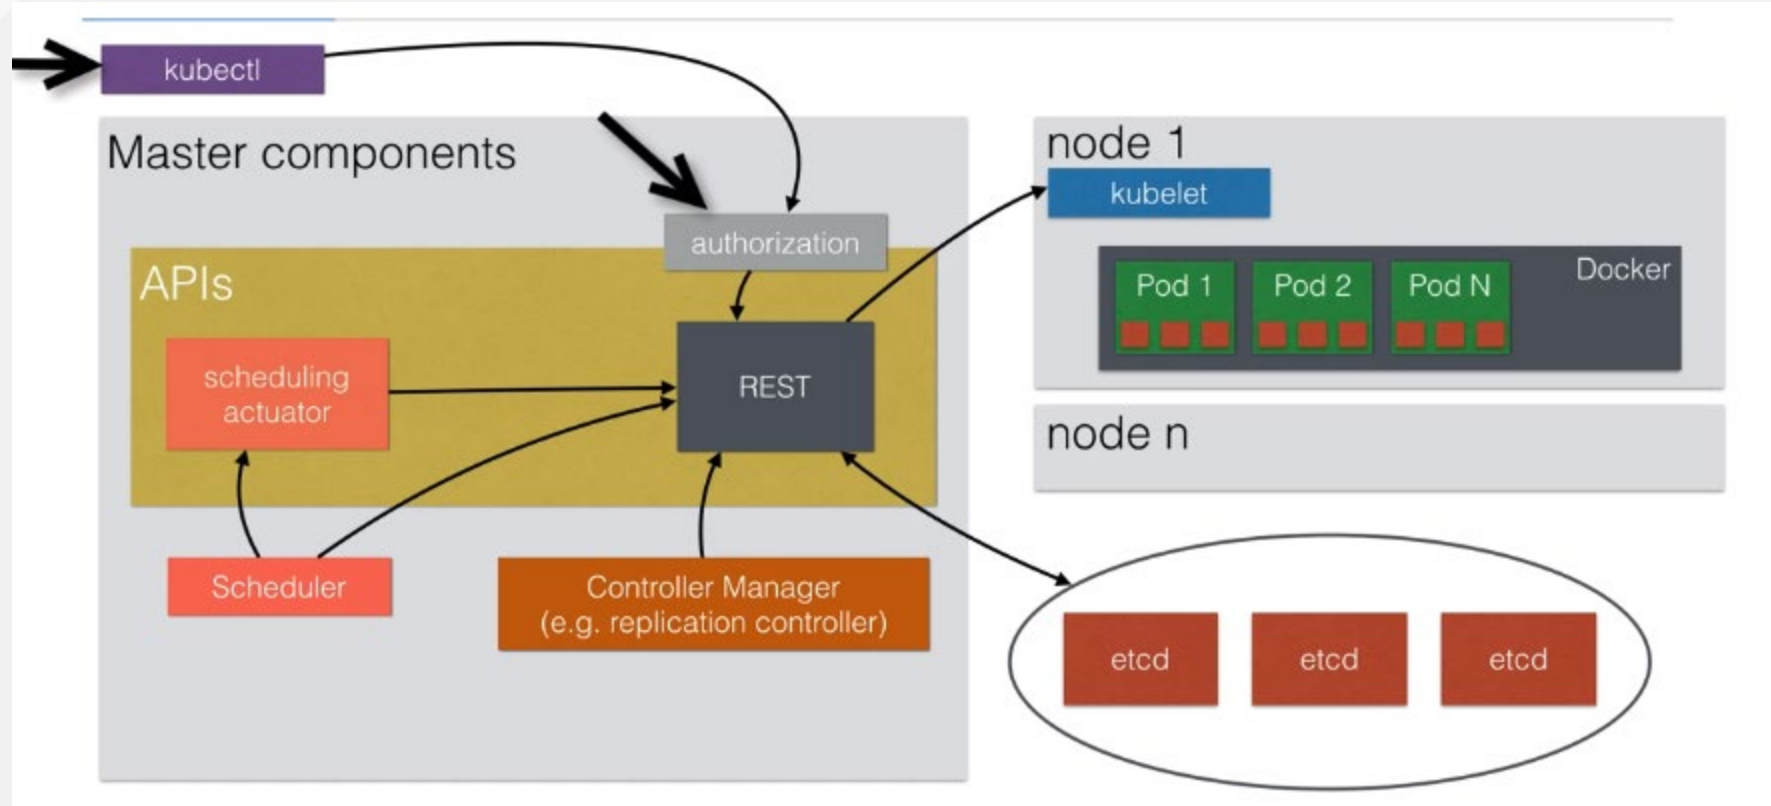 kubectl
Master components
authorization
APIs
scheduling
actuator
REST
Scheduler
Controller Manager
(e.g. replication controller)
node 1
kubelet
Docker
Pod 1
Pod 2
Pod N
node n
etcd
etcd
etcd